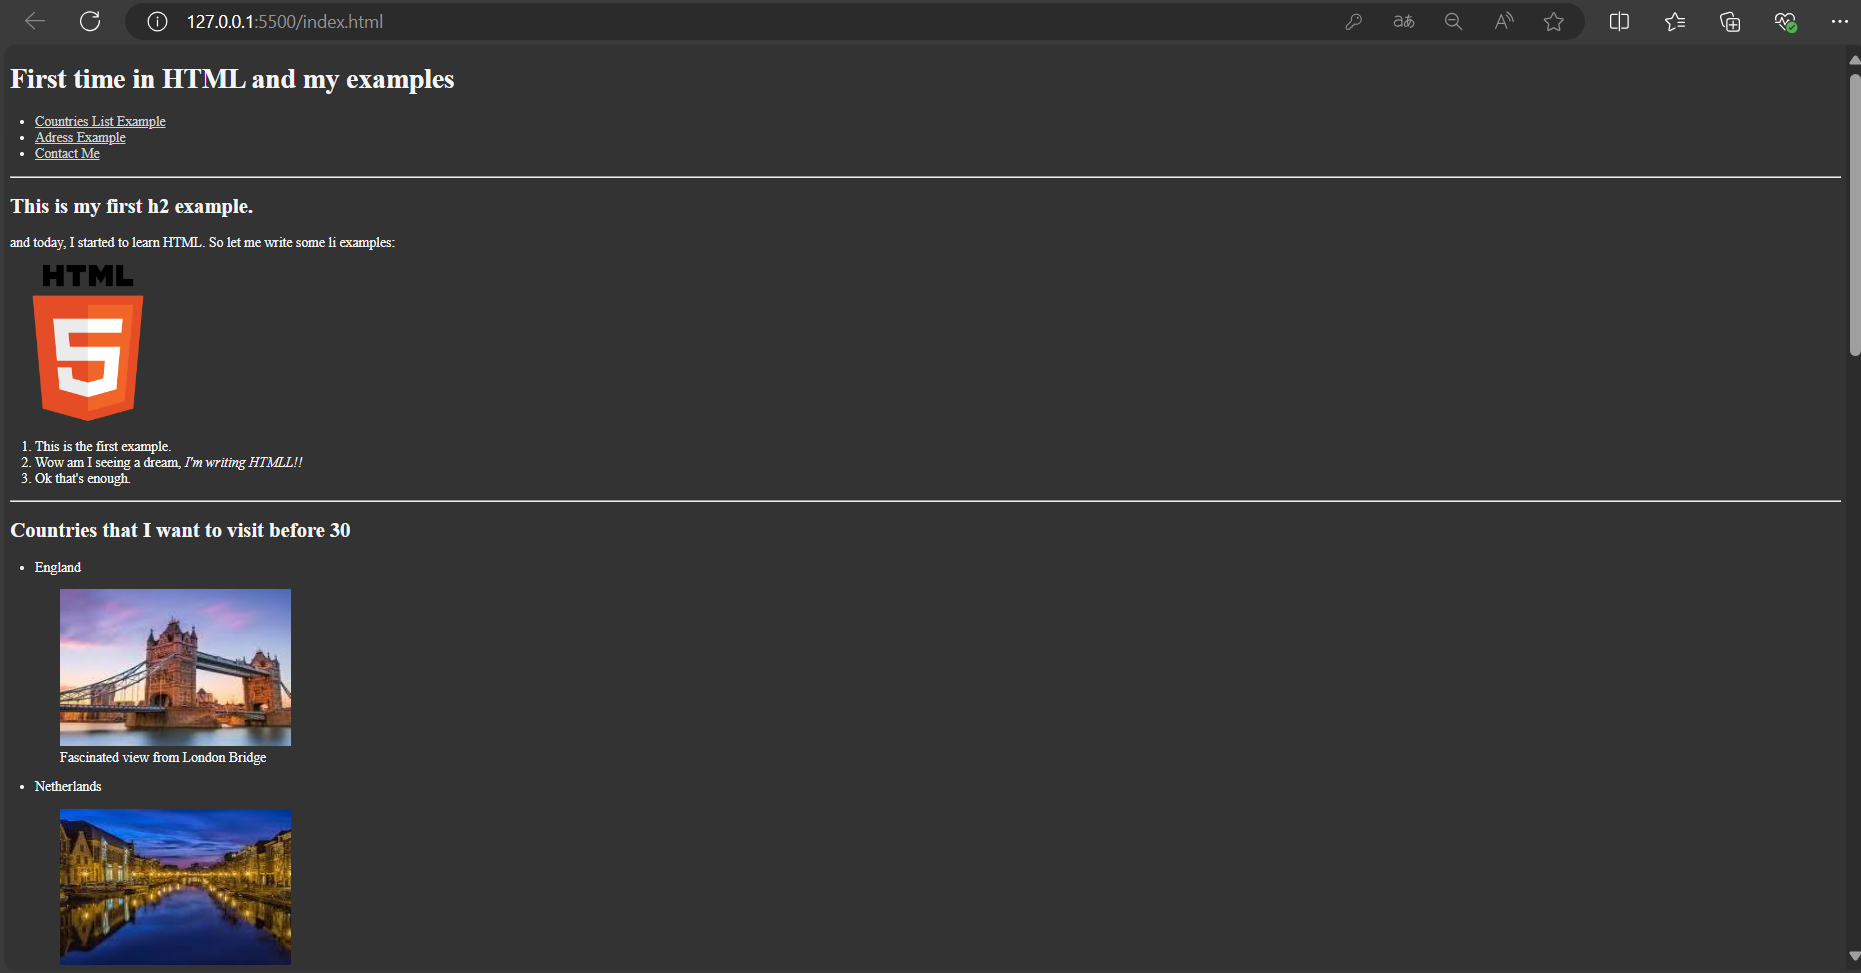 127.0.0.1:5500/index.html
First time in HTML and my examples
Countries List Example
Adress Example
Contact Me
This is my first h2 example.
and today, I started to learn HTML. So let me write some li examples:
HTML
5
1. This is the first example.
2. Wow am I seeing a dream, I'm writing HTMLL!!
3. Ok that's enough.
Countries that I want to visit before 30
England
Fascinated view from London Bridge
Netherlands